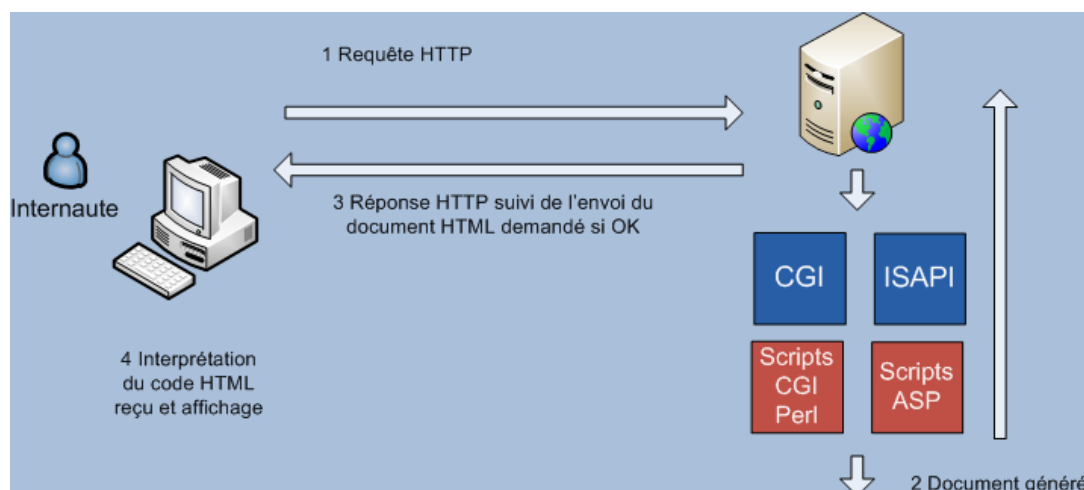 1 Requête HTTP
Internaute
3 Réponse HTTP suivi de l'envoi du
document HTML demandé si OK
CGI
ISAPI
4 Interprétation
du code HTML
reçu et affichage
Scripts
CGI
Perl
Scripts
ASP
2 Document généré